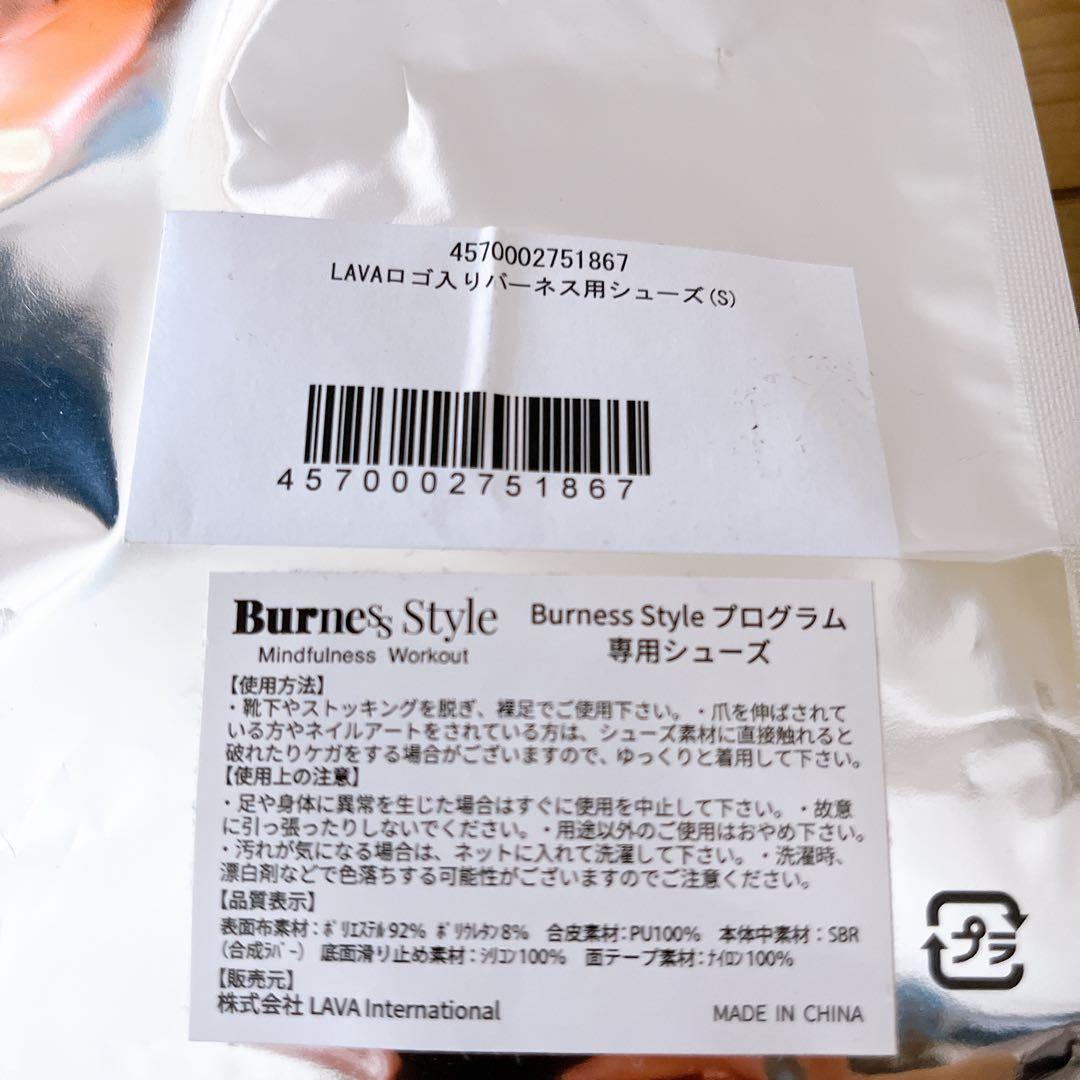 4570002751867
LAVAロゴ入りバーネス用シューズ(S)
4570002751867
Burness Style
Mindfulness Workout
Burness Style プログラム
専用シューズ
【使用方法】
・靴下やストッキングを脱ぎ、裸足でご使用下さい。・爪を伸ばされて
いる方やネイルアートをされている方は、シューズ素材に直接触れると
破れたりケガをする場合がございますので、ゆっくりと着用して下さい。
【使用上の注意】
・足や身体に異常を生じた場合はすぐに使用を中止して下さい。・故意
に引っ張ったりしないでください。・用途以外のご使用はおやめ下さい。
・汚れが気になる場合は、ネットに入れて洗濯して下さい。・洗濯時、
漂白剤などで色落ちする可能性がございますのでご注意ください。
【品質表示】
表面布素材：ポリエステル92% ポリウレタン8% 合皮素材：PU100% 本体中素材：SBR
(合成ラバー) 底面滑り止め素材：シリコン100% 面テープ素材：ナイロン100%
【販売元】
株式会社 LAVA International
MADE IN CHINA
プラ